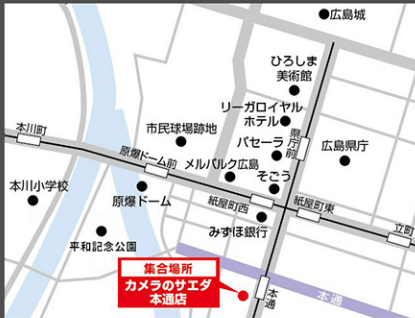 広島城
ひろしま
美術館
リーガロイヤル
ホテル
県庁前
本川町
市民球場跡地
パセーラ
広島県庁
原爆ドーム前
メルパルク広島
そごう
本川小学校
原爆ドーム
紙屋町西
紙屋町東
立町
みずほ銀行
平和記念公園
集合場所
カメラのサエダ
本通店
本通
本通